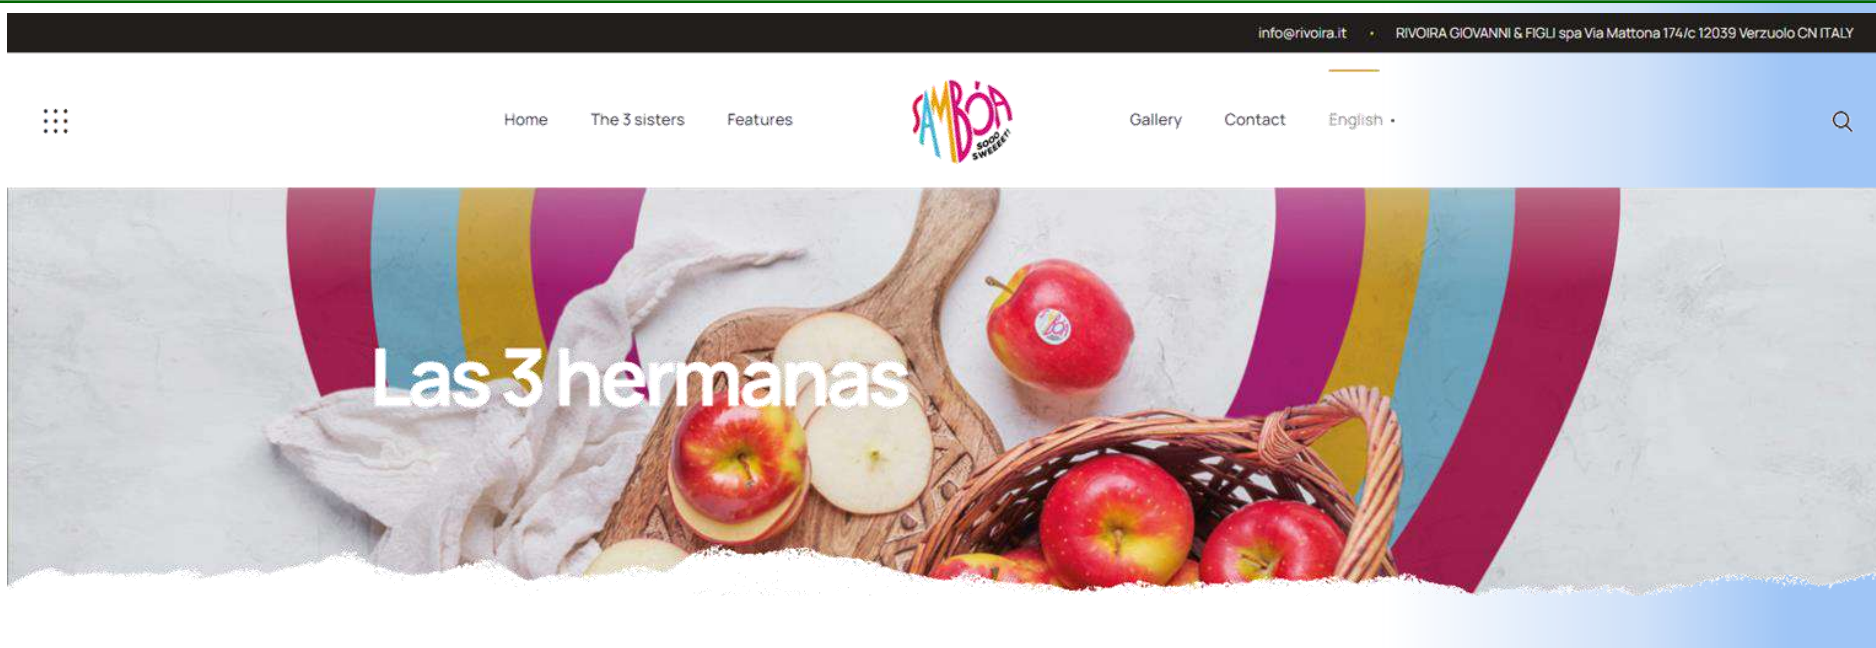 info@rivoira.it • RIVOIRA GIOVANNI & FIGLI spa Via Mattona 174/c 12039 Verzuolo CN ITALY
Home The 3 sisters Features
SAMBÓA
SOOO
SWEEEET!
Gallery Contact English •
Las 3 hermanas